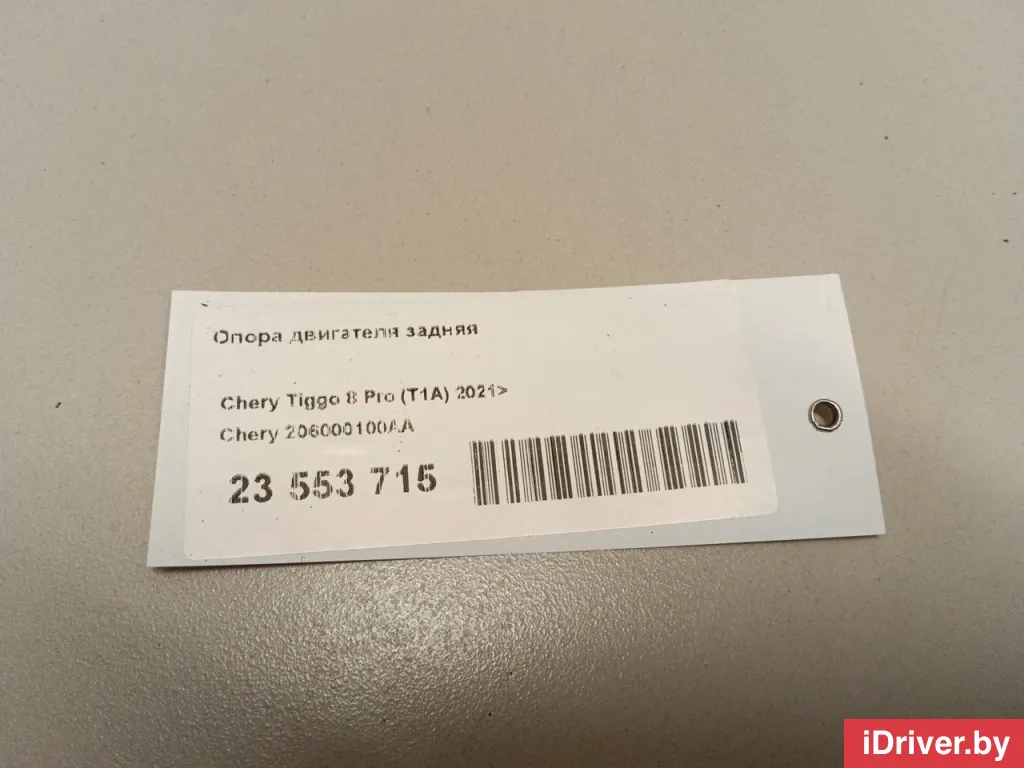 Опора двигателя задняя
Chery Tiggo 8 Pro (T1A) 2021>
Chery 206000100AA
23 553 715
iDriver.by